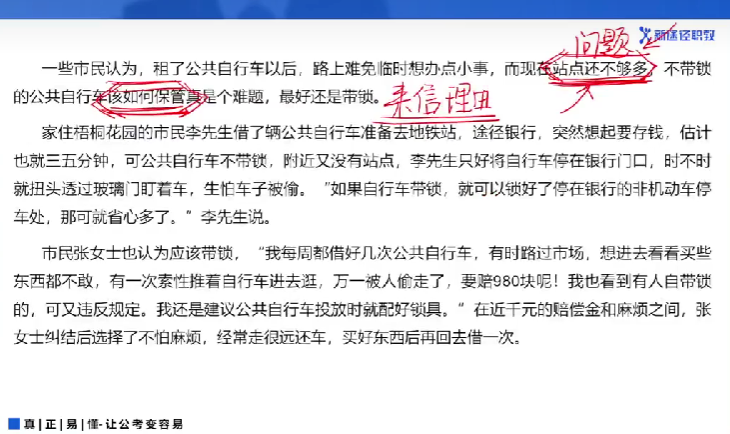 新途径职教
问题
一些市民认为，租了公共自行车以后，路上难免临时想办点小事，而现在站点还不够多，不带锁
的公共自行车该如何保管真是个难题，最好还是带锁。
来信理由
家住梧桐花园的市民李先生借了辆公共自行车准备去地铁站，途径银行，突然想起要存钱，估计
也就三五分钟，可公共自行车不带锁，附近又没有站点，李先生只好将自行车停在银行门口，时不时
就扭头透过玻璃门盯着车，生怕车子被偷。“如果自行车带锁，就可以锁好了停在银行的非机动车停
车处，那可就省心多了。”李先生说。
市民张女士也认为应该带锁，“我每周都借好几次公共自行车，有时路过市场，想进去看看买些
东西都不敢，有一次索性推着自行车进去逛，万一被人偷走了，要赔980块呢！我也看到有人自带锁
的，可又违反规定。我还是建议公共自行车投放时就配好锁具。”在近千元的赔偿金和麻烦之间，张
女士纠结后选择了不怕麻烦，经常走很远还车，买好东西后再回去借一次。
真|正|易|懂-让公考变容易